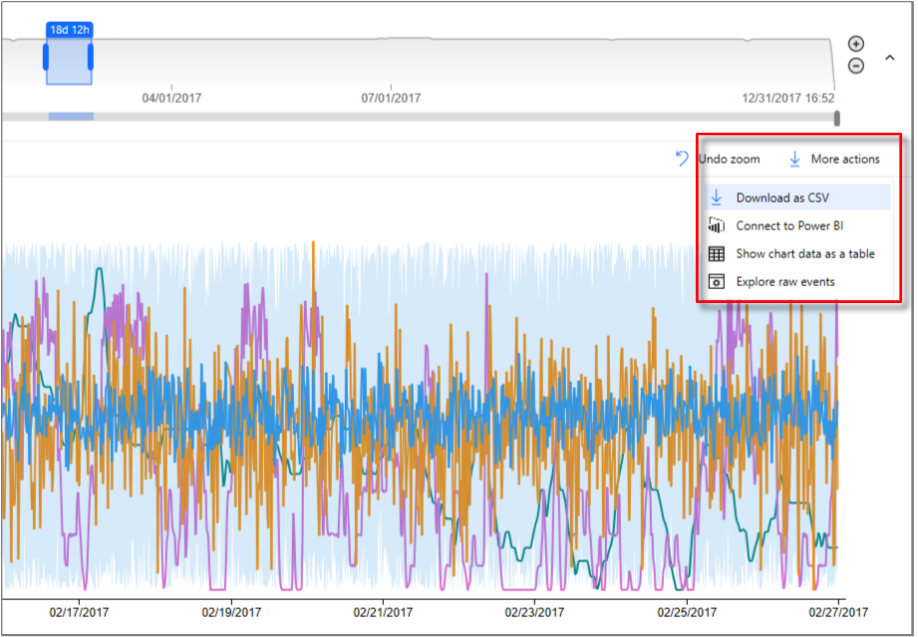 18d 12h
04/01/2017 07/01/2017 12/31/2017 16:52
Undo zoom More actions
Download as CSV
Connect to Power BI
Show chart data as a table
Explore raw events
02/17/2017 02/19/2017 02/21/2017 02/23/2017 02/25/2017 02/27/2017